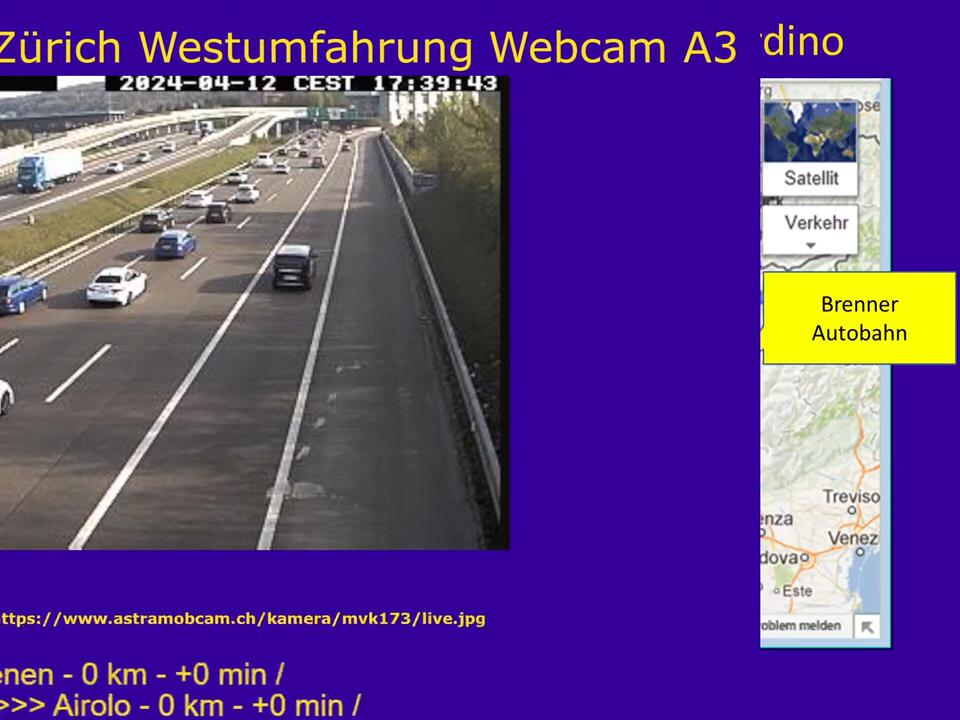 Zürich Westumfahrung Webcam A3
dino
2024-04-12 CEST 17:39:43
Satellit
Verkehr
Brenner
Autobahn
Treviso
enza
Venez
dova
Este
oblem melden
ttps://www.astramobcam.ch/kamera/mvk173/live.jpg
enen - 0 km - +0 min /
>>> Airolo - 0 km - +0 min /